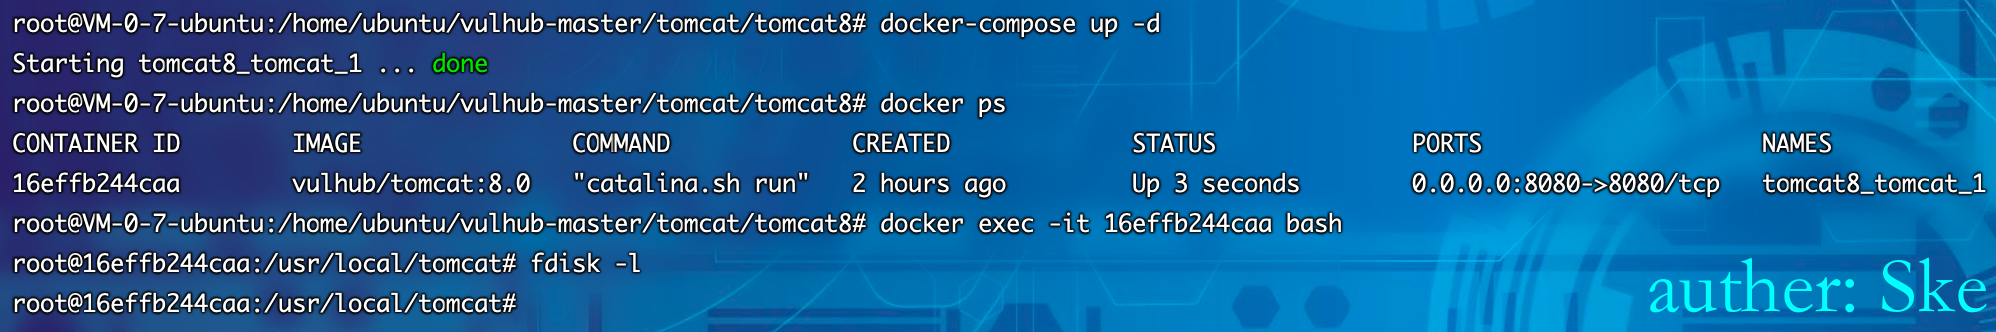 root@VM-0-7-ubuntu:/home/ubuntu/vulhub-master/tomcat/tomcat8# docker-compose up -d
Starting tomcat8_tomcat_1 ... done
root@VM-0-7-ubuntu:/home/ubuntu/vulhub-master/tomcat/tomcat8# docker ps
CONTAINER ID        IMAGE               COMMAND             CREATED             STATUS              PORTS                    NAMES
16effb244caa        vulhub/tomcat:8.0   "catalina.sh run"   2 hours ago         Up 3 seconds        0.0.0.0:8080->8080/tcp   tomcat8_tomcat_1
root@VM-0-7-ubuntu:/home/ubuntu/vulhub-master/tomcat/tomcat8# docker exec -it 16effb244caa bash
root@16effb244caa:/usr/local/tomcat# fdisk -l
root@16effb244caa:/usr/local/tomcat#
auther: Ske